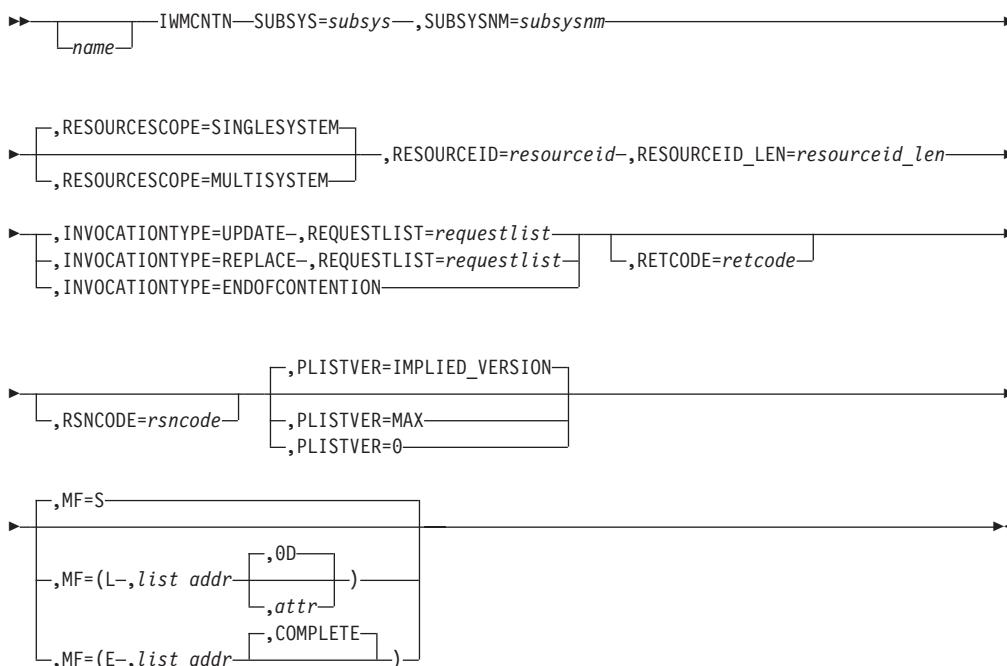 IWMCNTN SUBSYS=subsys ,SUBSYSNM=subsysnm
name
,RESOURCESCOPE=SINGLESYSTEM
,RESOURCEID=resourceid ,RESOURCEID_LEN=resourceid_len
,RESOURCESCOPE=MULTISYSTEM
,INVOCATIONTYPE=UPDATE ,REQUESTLIST=requestlist
,INVOCATIONTYPE=REPLACE ,REQUESTLIST=requestlist
,INVOCATIONTYPE=ENDOFCONTENTION
,RETCODE=retcode
,RSNCODE=rsncode
,PLISTVER=IMPLIED_VERSION
,PLISTVER=MAX
,PLISTVER=0
,MF=S
,0D
,MF=(L ,list addr )
,attr
,COMPLETE
,MF=(E ,list addr )